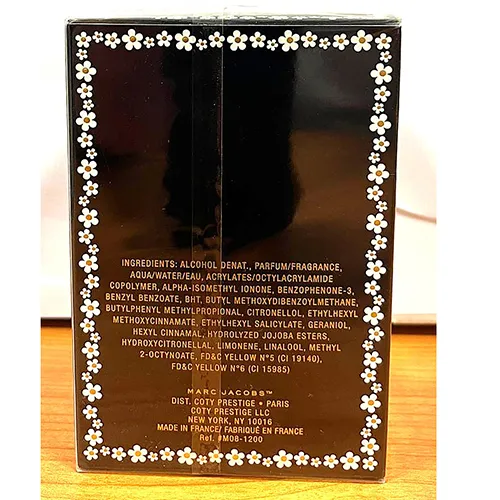 INGREDIENTS: ALCOHOL DENAT., PARFUM/FRAGRANCE,
AQUA/WATER/EAU, ACRYLATES/OCTYLACRYLAMIDE
COPOLYMER, ALPHA-ISOMETHYL IONONE, BENZOPHENONE-3,
BENZYL BENZOATE, BHT, BUTYL METHOXYDIBENZOYLMETHANE,
BUTYLPHENYL METHYLPROPIONAL, CITRONELLOL, ETHYLHEXYL
METHOXYCINNAMATE, ETHYLHEXYL SALICYLATE, GERANIOL,
HEXYL CINNAMAL, HYDROLYZED JOJOBA ESTERS,
HYDROXYCITRONELLAL, LIMONENE, LINALOOL, METHYL
2-OCTYNOATE, FD&C YELLOW N°5 (CI 19140),
FD&C YELLOW N°6 (CI 15985)
MARC JACOBS™
DIST. COTY PRESTIGE • PARIS
COTY PRESTIGE LLC
NEW YORK, NY 10016
MADE IN FRANCE/ FABRIQUÉ EN FRANCE
Ref. #M08-1200